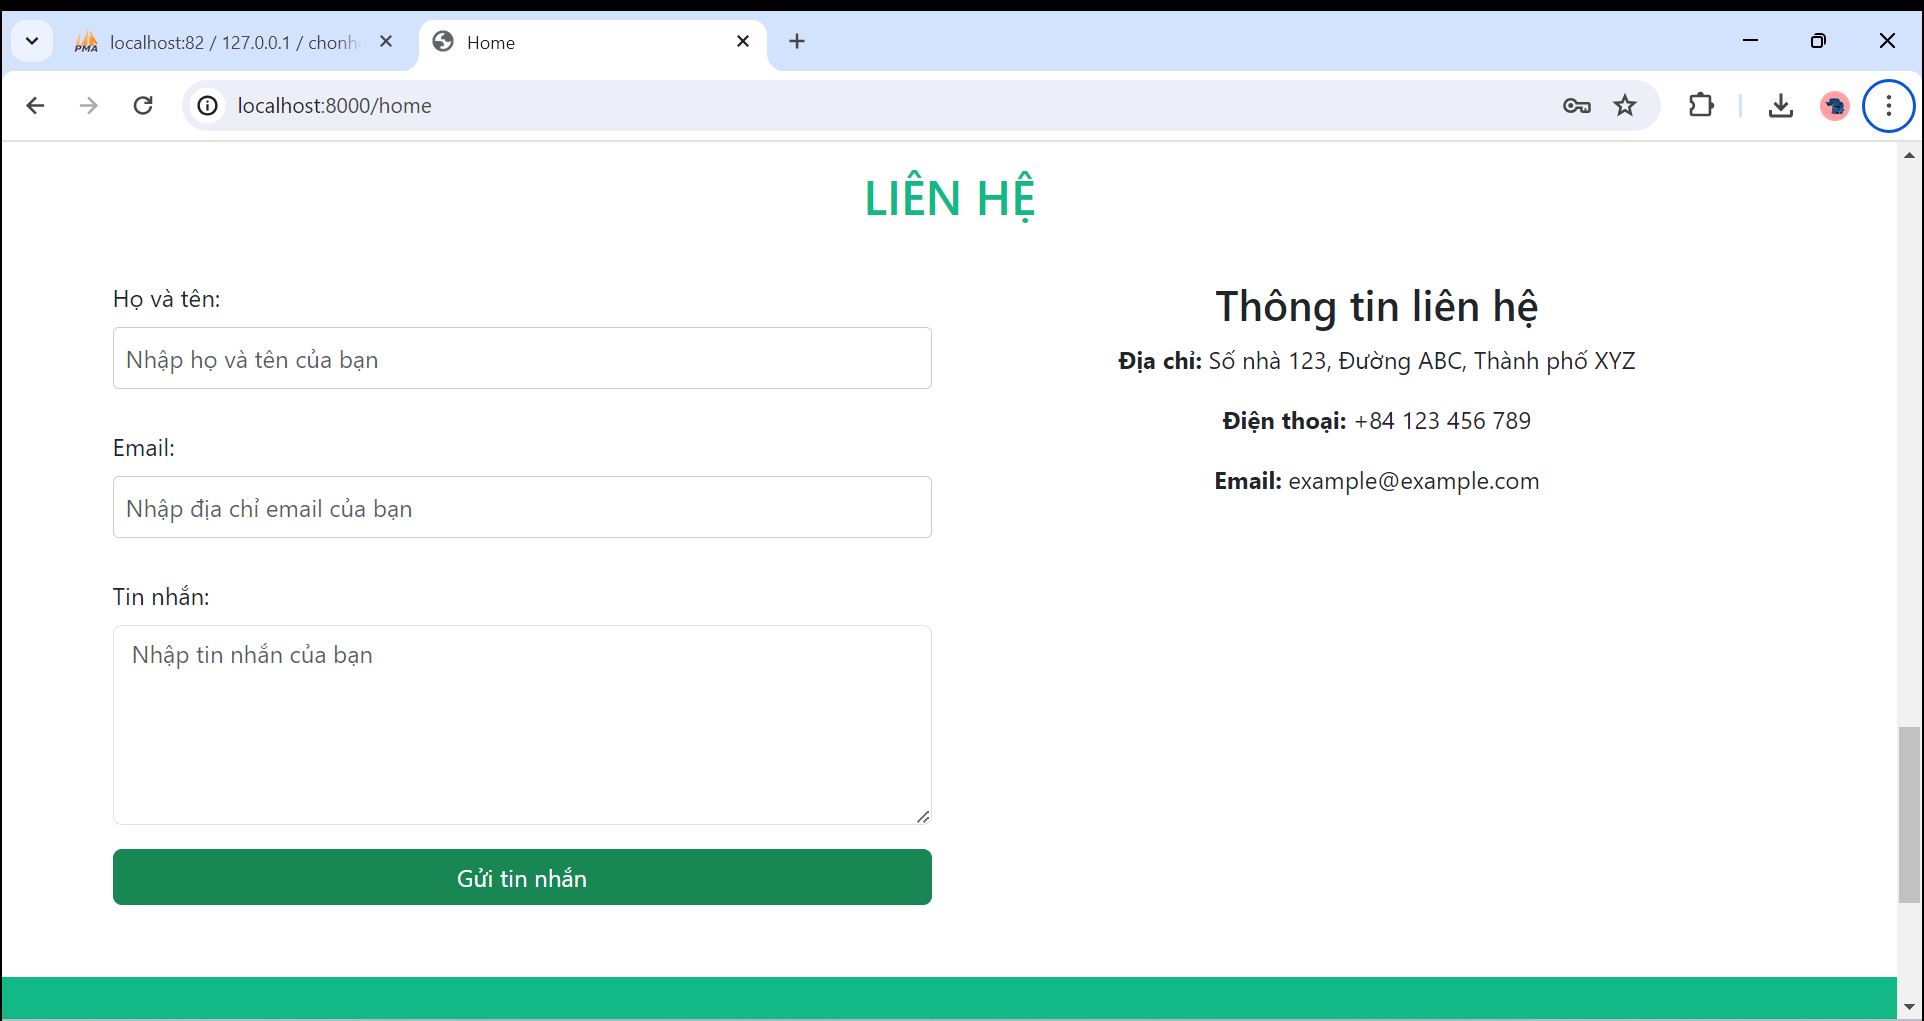 PMA localhost:82 / 127.0.0.1 / chonh
Home
localhost:8000/home
LIÊN HỆ
Họ và tên:
Nhập họ và tên của bạn
Email:
Nhập địa chỉ email của bạn
Tin nhắn:
Nhập tin nhắn của bạn
Gửi tin nhắn
Thông tin liên hệ
Địa chỉ: Số nhà 123, Đường ABC, Thành phố XYZ
Điện thoại: +84 123 456 789
Email: example@example.com